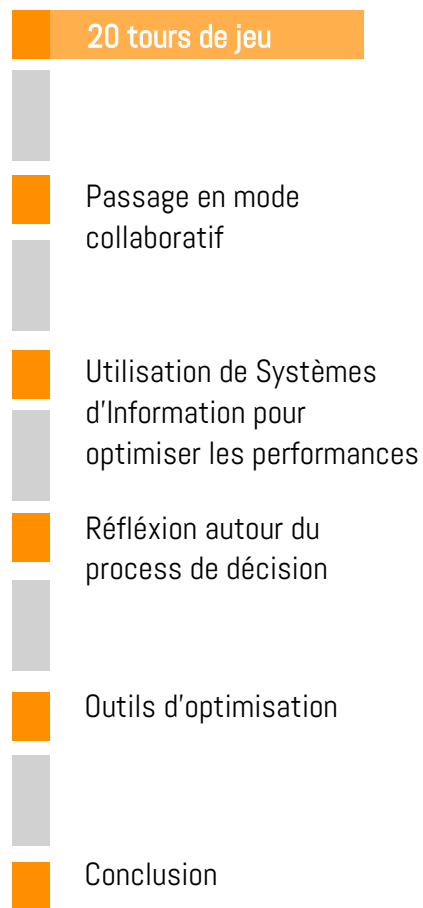 20 tours de jeu
Passage en mode
collaboratif
Utilisation de Systèmes
d'Information pour
optimiser les performances
Réfléxion autour du
process de décision
Outils d'optimisation
Conclusion